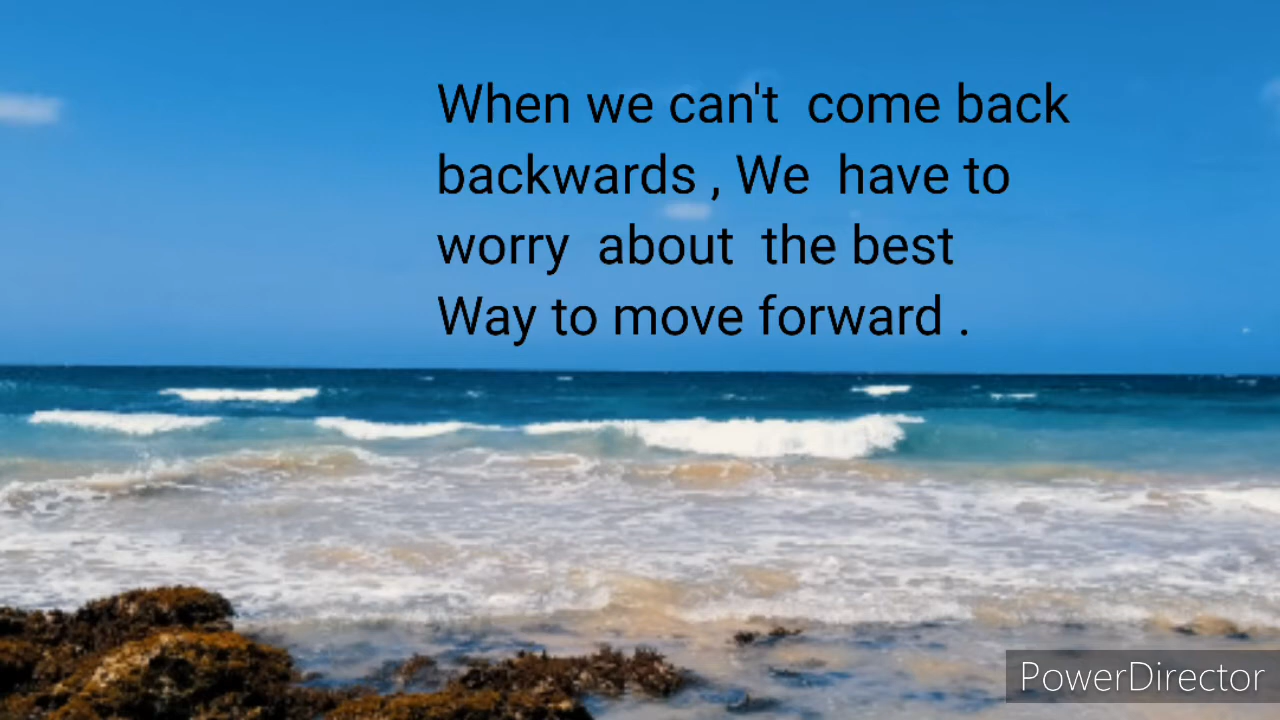 When we can't  come back
backwards , We  have to
worry  about  the best
Way to move forward .
PowerDirector